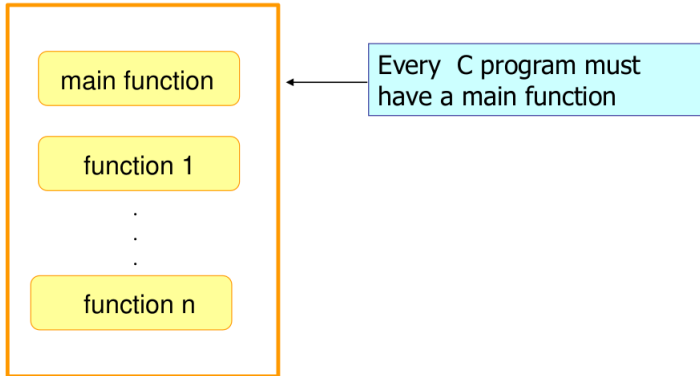 main function
Every C program must
have a main function
function 1
.
.
.
function n